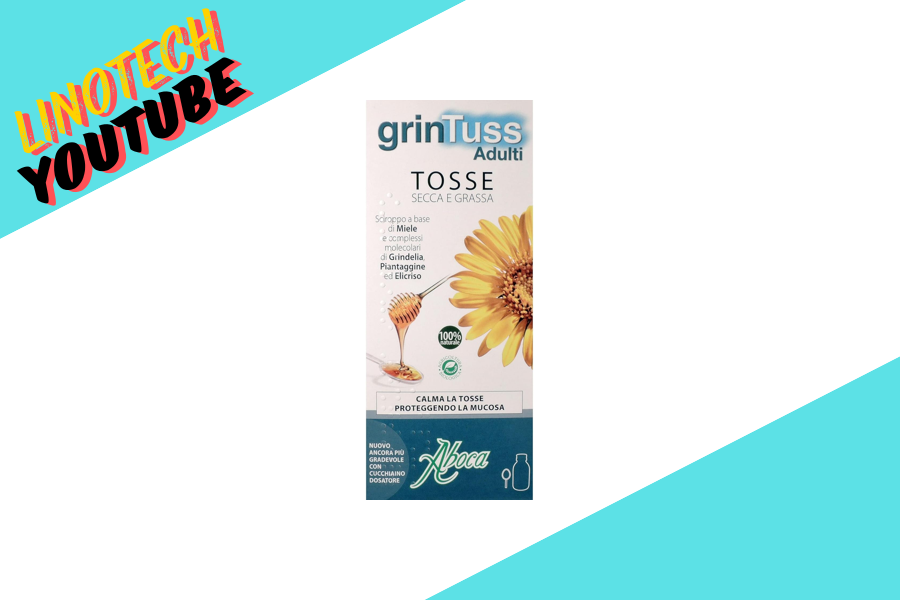 LINOTECH
YOUTUBE
grinTuss
Adulti
TOSSE
SECCA E GRASSA
Sciroppo a base
di Miele
e complessi
molecolari
di Grindelia,
Piantaggine
ed Elicriso
100%
naturale
CALMA LA TOSSE
PROTEGGENDO LA MUCOSA
NUOVO
ANCORA PIÙ
GRADEVOLE
CON
CUCCHIAINO
DOSATORE
Aboca